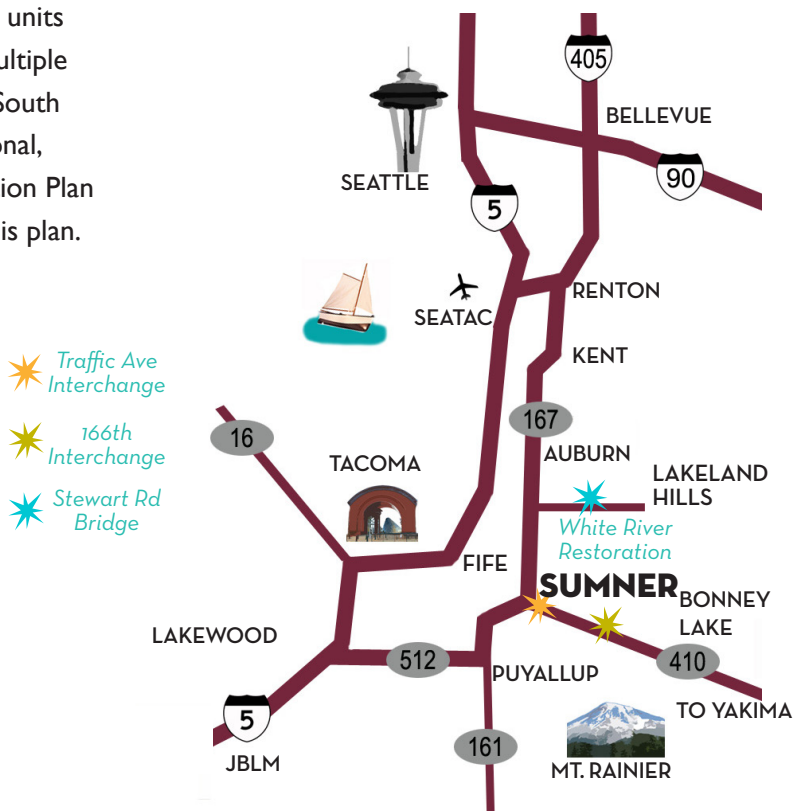 units
ultiple
South
onal,
ion Plan
is plan.
405
BELLEVUE
SEATTLE
90
5
SEATAC
RENTON
KENT
Traffic Ave
Interchange
166th
Interchange
Stewart Rd
Bridge
16
167
TACOMA
AUBURN
LAKELAND
HILLS
White River
Restoration
FIFE
SUMNER
BONNEY
LAKE
LAKEWOOD
512
410
PUYALLUP
TO YAKIMA
5
161
JBLM
MT. RAINIER